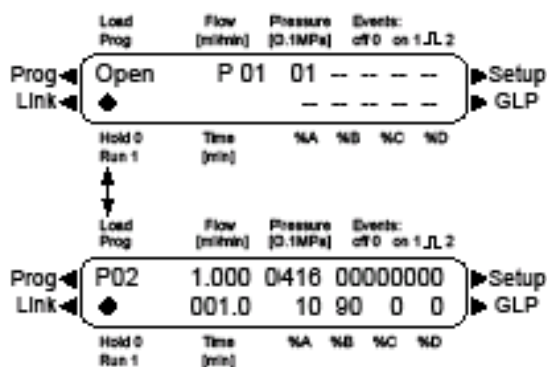 Load Flow Pressure Events:
Prog [ml/min] [0.1MPa] off 0 on 1 ⎍ 2
Prog◄ Open P 01 01 -- -- -- -- ►Setup
Link◄ ◆ -- -- -- -- ► GLP
Hold 0 Time %A %B %C %D
Run 1 [min]
Load Flow Pressure Events:
Prog [ml/min] [0.1MPa] off 0 on 1 ⎍ 2
Prog◄ P02 1.000 0|416 00000000 ►Setup
Link◄ ◆ 001.0 10 90 0 0 ► GLP
Hold 0 Time %A %B %C %D
Run 1 [min]